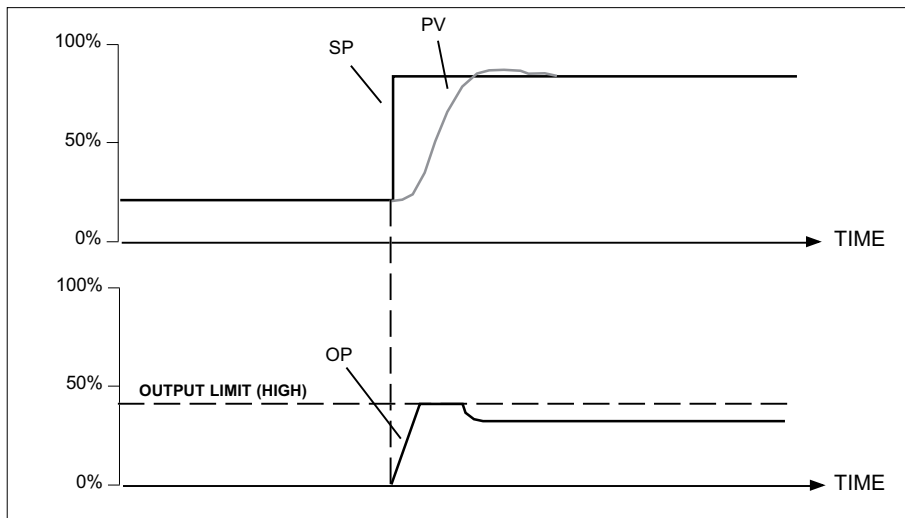 100%
SP
PV
50%
0%
TIME
100%
OP
50%
OUTPUT LIMIT (HIGH)
0%
TIME